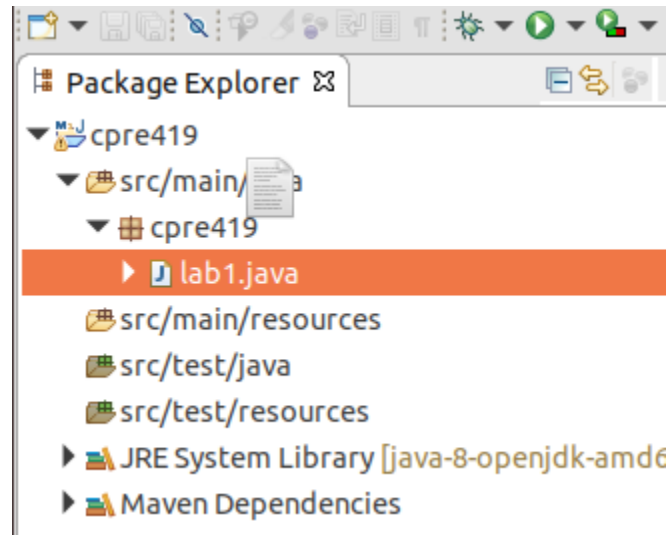 Package Explorer
cpre419
src/main/
cpre419
lab1.java
src/main/resources
src/test/java
src/test/resources
JRE System Library [java-8-openjdk-amd6
Maven Dependencies